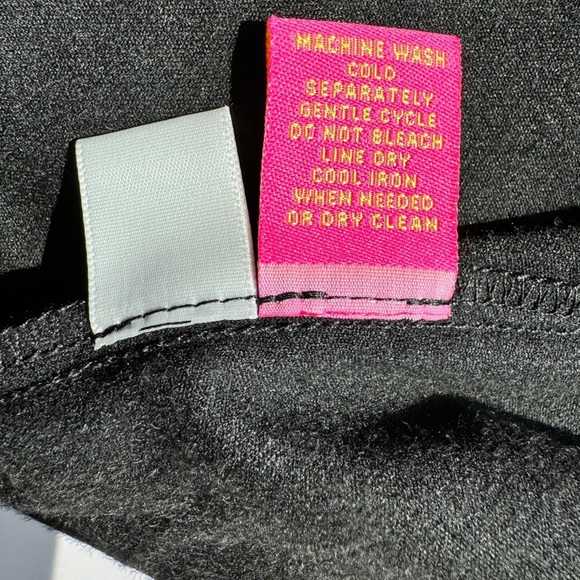 MACHINE WASH
COLD
SEPARATELY
GENTLE CYCLE
DO NOT BLEACH
LINE DRY
COOL IRON
WHEN NEEDED
OR DRY CLEAN